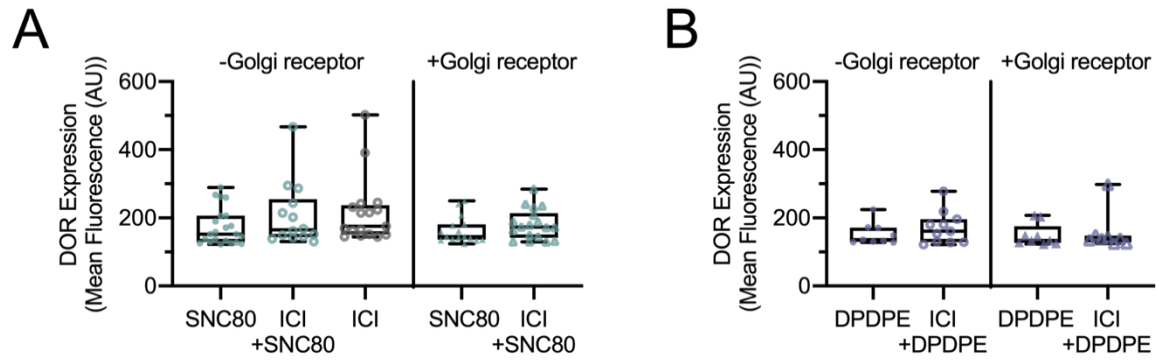 A
-Golgi receptor
+Golgi receptor
DOR Expression
(Mean Fluorescence (AU))
600
400
200
0
SNC80 ICI ICI SNC80 ICI
+SNC80 +SNC80
B
-Golgi receptor
+Golgi receptor
DOR Expression
(Mean Fluorescence (AU))
600
400
200
0
DPDPE ICI DPDPE ICI
+DPDPE +DPDPE